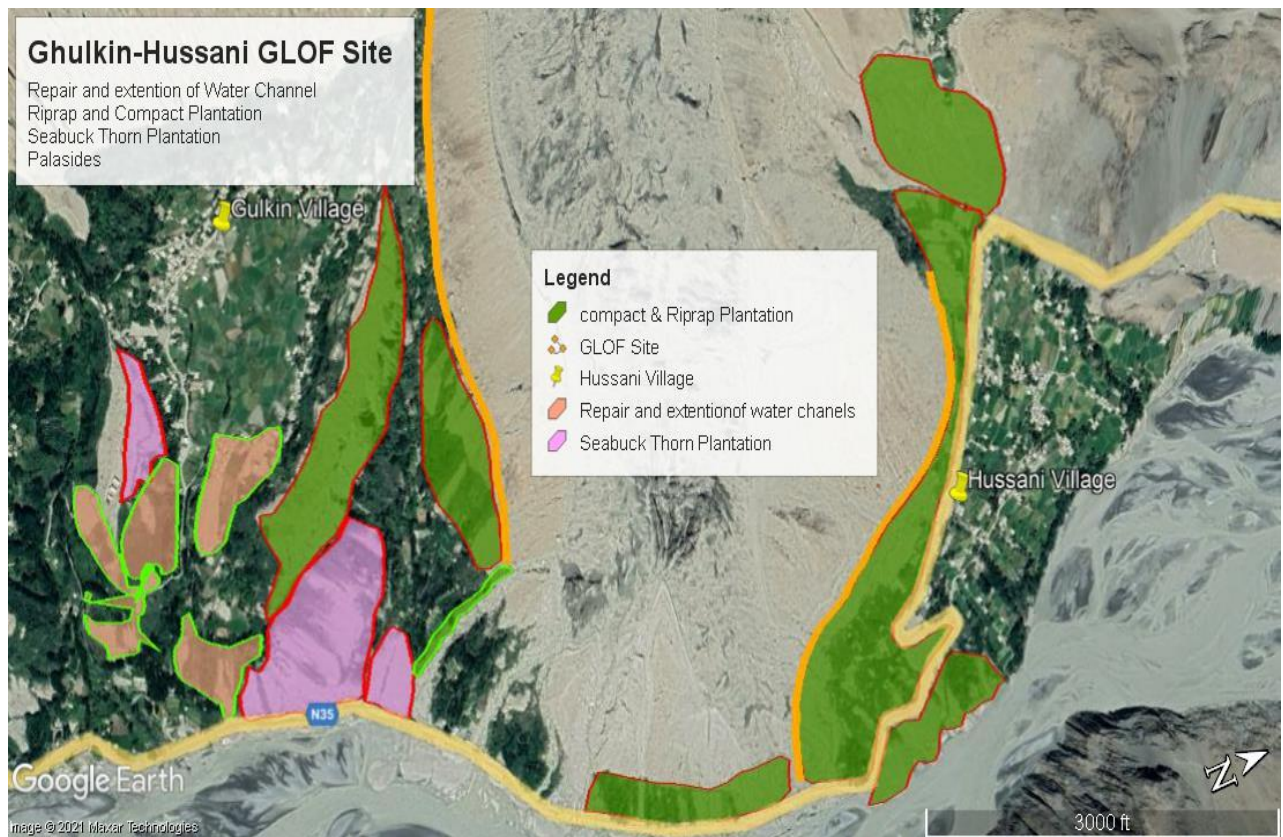 Ghulkin-Hussani GLOF Site
Repair and extention of Water Channel
Riprap and Compact Plantation
Seabuck Thorn Plantation
Palasides
Gulkin Village
Legend
compact & Riprap Plantation
GLOF Site
Hussani Village
Repair and extentionof water chanels
Seabuck Thorn Plantation
Hussani Village
N35
Google Earth
N
mage © 2021 Maxar Technologies
3000 ft